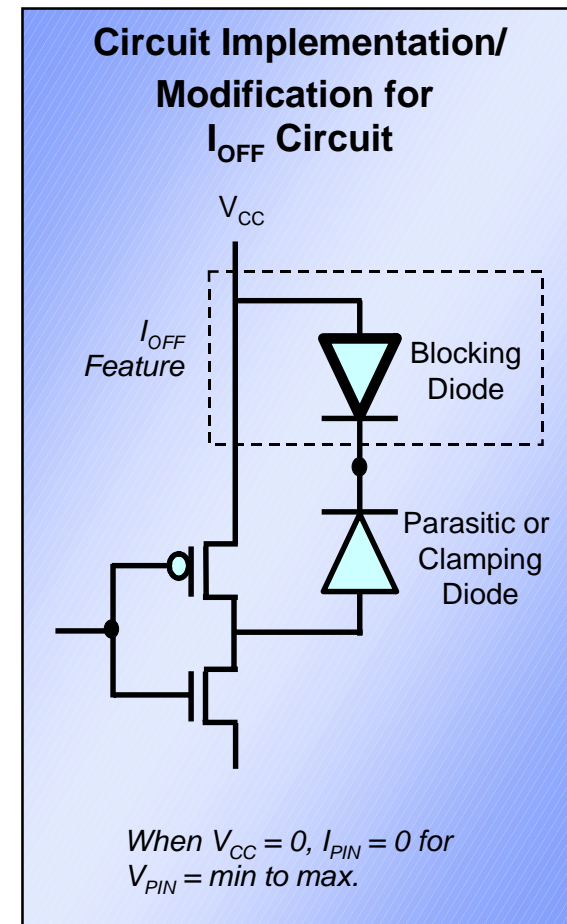 Circuit Implementation/
Modification for
IOFF Circuit
VCC
IOFF
Feature
Blocking
Diode
Parasitic or
Clamping
Diode
When VCC = 0, IPIN = 0 for
VPIN = min to max.